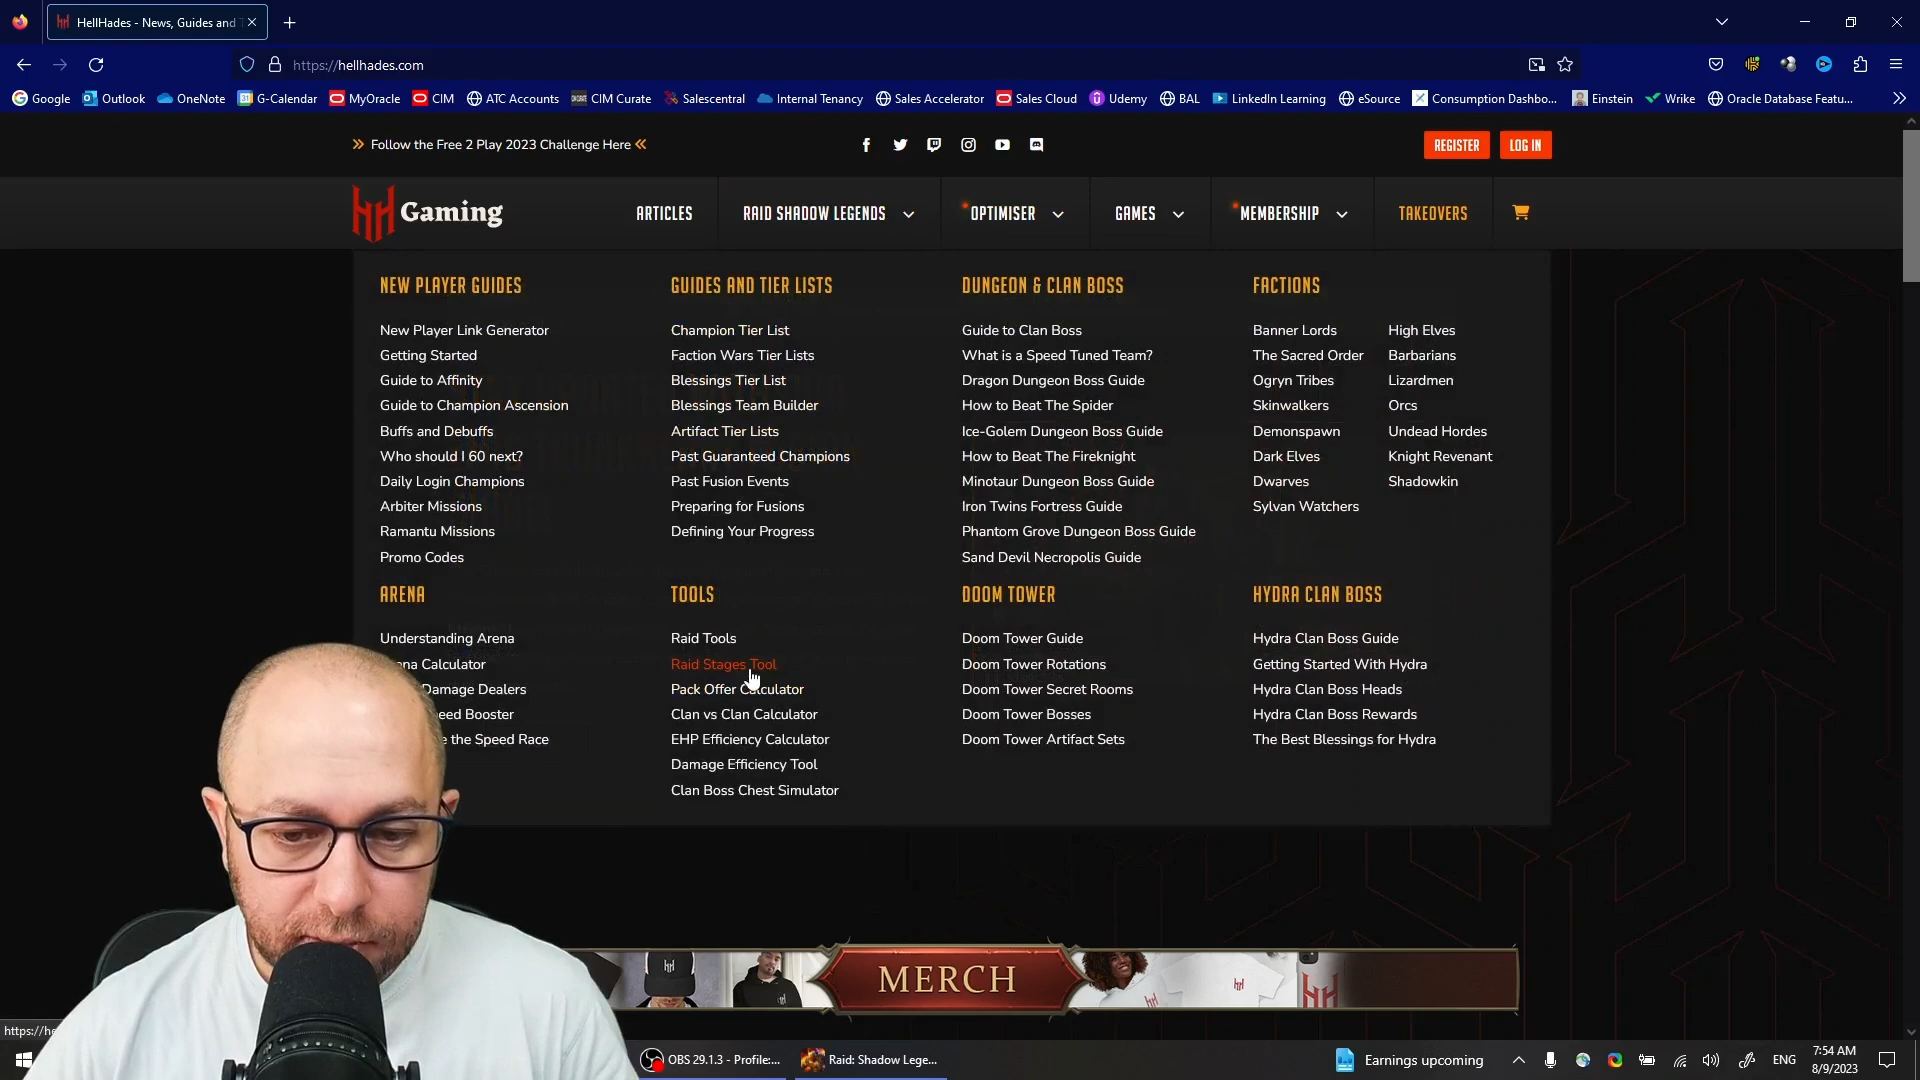 HellHades - News, Guides and
https://hellhades.com
Google Outlook OneNote G-Calendar MyOracle CIM ATC Accounts CIM Curate Salescentral Internal Tenancy Sales Accelerator Sales Cloud Udemy BAL LinkedIn Learning eSource Consumption Dashbo... Einstein Wrike Oracle Database Featu...
Follow the Free 2 Play 2023 Challenge Here
REGISTER LOG IN
Gaming ARTICLES RAID SHADOW LEGENDS OPTIMISER GAMES MEMBERSHIP TAKEOVERS
NEW PLAYER GUIDES
New Player Link Generator
Getting Started
Guide to Affinity
Guide to Champion Ascension
Buffs and Debuffs
Who should I 60 next?
Daily Login Champions
Arbiter Missions
Ramantu Missions
Promo Codes
GUIDES AND TIER LISTS
Champion Tier List
Faction Wars Tier Lists
Blessings Tier List
Blessings Team Builder
Artifact Tier Lists
Past Guaranteed Champions
Past Fusion Events
Preparing for Fusions
Defining Your Progress
DUNGEON & CLAN BOSS
Guide to Clan Boss
What is a Speed Tuned Team?
Dragon Dungeon Boss Guide
How to Beat The Spider
Ice-Golem Dungeon Boss Guide
How to Beat The Fireknight
Minotaur Dungeon Boss Guide
Iron Twins Fortress Guide
Phantom Grove Dungeon Boss Guide
Sand Devil Necropolis Guide
FACTIONS
Banner Lords High Elves
The Sacred Order Barbarians
Ogryn Tribes Lizardmen
Skinwalkers Orcs
Demonspawn Undead Hordes
Dark Elves Knight Revenant
Dwarves Shadowkin
Sylvan Watchers
ARENA
Understanding Arena
na Calculator
Damage Dealers
eed Booster
e the Speed Race
TOOLS
Raid Tools
Raid Stages Tool
Pack Offer Calculator
Clan vs Clan Calculator
EHP Efficiency Calculator
Damage Efficiency Tool
Clan Boss Chest Simulator
DOOM TOWER
Doom Tower Guide
Doom Tower Rotations
Doom Tower Secret Rooms
Doom Tower Bosses
Doom Tower Artifact Sets
HYDRA CLAN BOSS
Hydra Clan Boss Guide
Getting Started With Hydra
Hydra Clan Boss Heads
Hydra Clan Boss Rewards
The Best Blessings for Hydra
MERCH
https://he
OBS 29.1.3 - Profile:... Raid: Shadow Lege... Earnings upcoming ENG 7:54 AM
8/9/2023